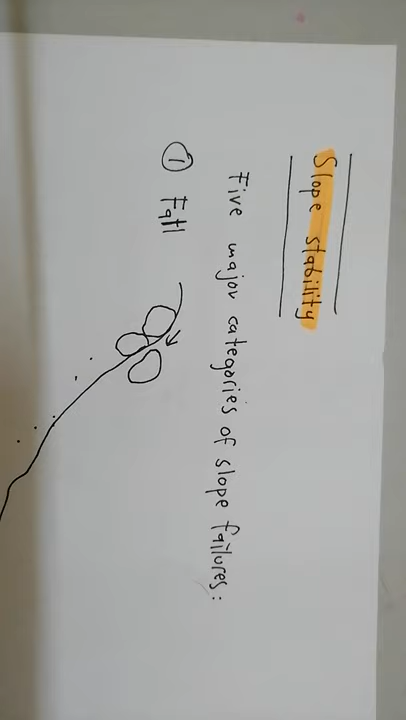 Slope stability
Five major categories of slope failures:
① Fall